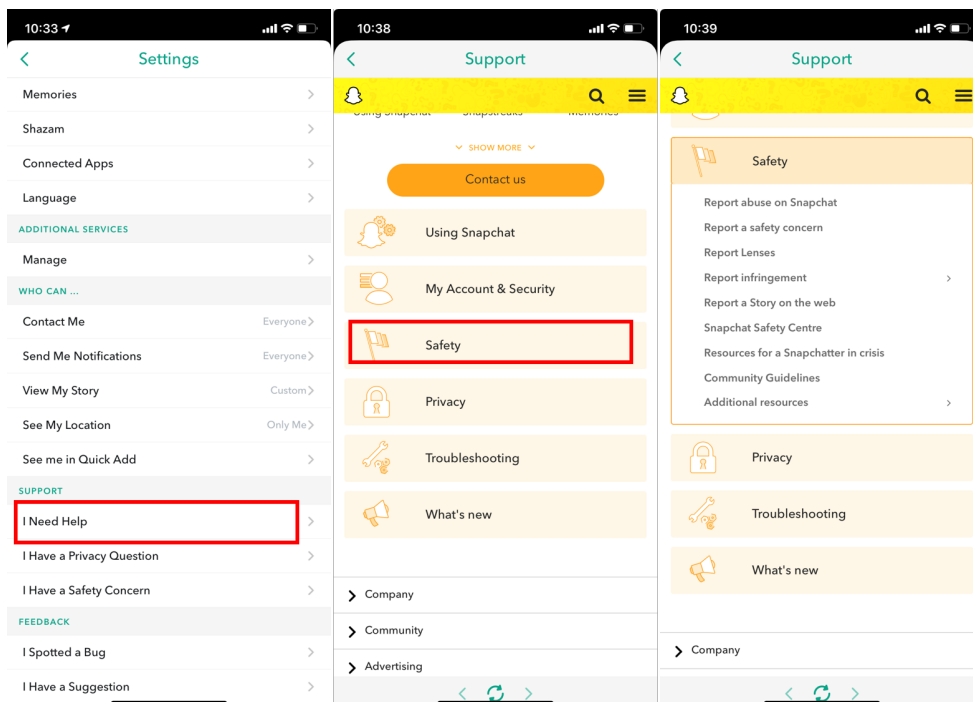 10:33
Settings
Memories
Shazam
Connected Apps
Language
ADDITIONAL SERVICES
Manage
WHO CAN ...
Contact Me Everyone
Send Me Notifications Everyone
View My Story Custom
See My Location Only Me
See me in Quick Add
SUPPORT
I Need Help
I Have a Privacy Question
I Have a Safety Concern
FEEDBACK
I Spotted a Bug
I Have a Suggestion
10:38
Support
Using Snapchat Snapstreaks Memories
SHOW MORE
Contact us
Using Snapchat
My Account & Security
Safety
Privacy
Troubleshooting
What's new
Company
Community
Advertising
10:39
Support
Safety
Report abuse on Snapchat
Report a safety concern
Report Lenses
Report infringement
Report a Story on the web
Snapchat Safety Centre
Resources for a Snapchatter in crisis
Community Guidelines
Additional resources
Privacy
Troubleshooting
What's new
Company